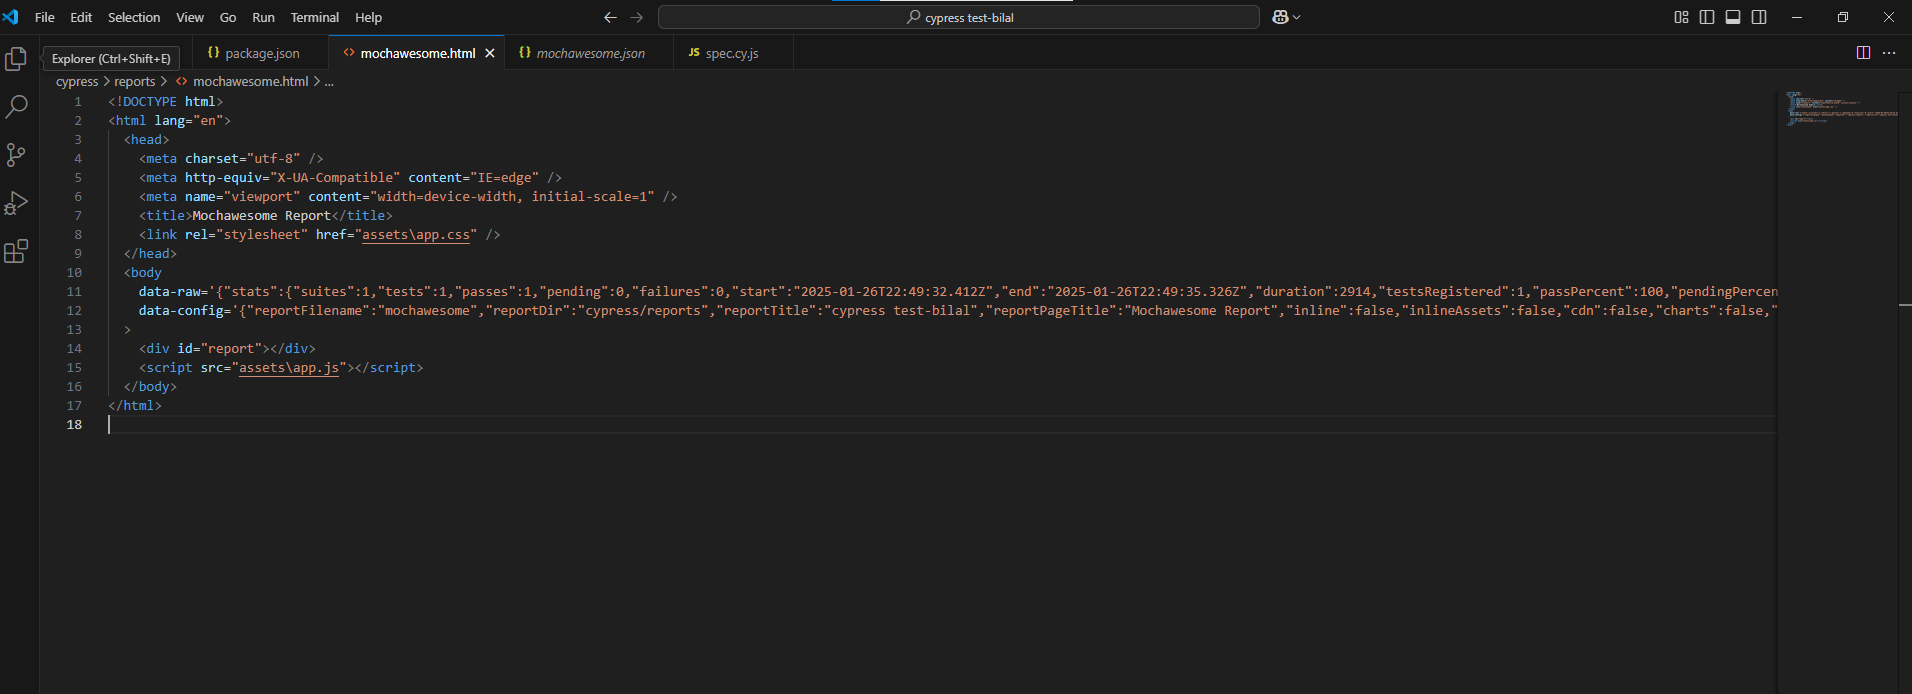 File Edit Selection View Go Run Terminal Help
cypress test-bilal
Explorer (Ctrl+Shift+E)
{} package.json
<> mochawesome.html
{} mochawesome.json
JS spec.cy.js
cypress > reports > <> mochawesome.html > ...
1 <!DOCTYPE html>
2 <html lang="en">
3 <head>
4 <meta charset="utf-8" />
5 <meta http-equiv="X-UA-Compatible" content="IE=edge" />
6 <meta name="viewport" content="width=device-width, initial-scale=1" />
7 <title>Mochawesome Report</title>
8 <link rel="stylesheet" href="assets\app.css" />
9 </head>
10 <body
11 data-raw='{"stats":{"suites":1,"tests":1,"passes":1,"pending":0,"failures":0,"start":"2025-01-26T22:49:32.412Z","end":"2025-01-26T22:49:35.326Z","duration":2914,"testsRegistered":1,"passPercent":100,"pendingPercen
12 data-config='{"reportFilename":"mochawesome","reportDir":"cypress/reports","reportTitle":"cypress test-bilal","reportPageTitle":"Mochawesome Report","inline":false,"inlineAssets":false,"cdn":false,"charts":false,"
13 >
14 <div id="report"></div>
15 <script src="assets\app.js"></script>
16 </body>
17 </html>
18